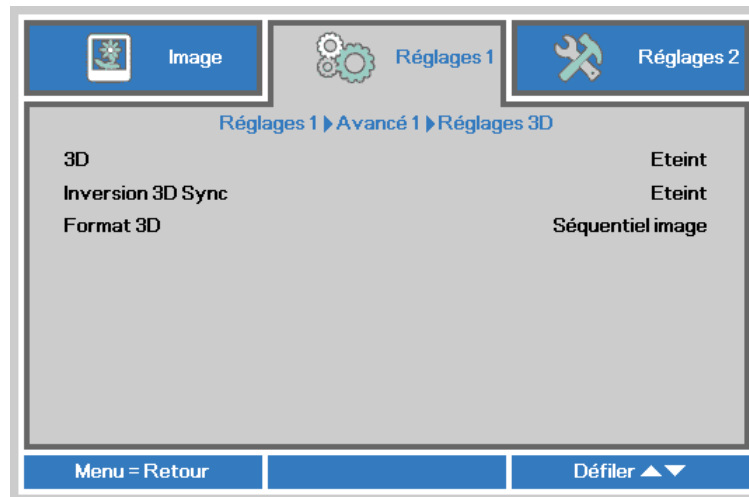 Image
Réglages 1
Réglages 2
Réglages 1 ▶ Avancé 1 ▶ Réglages 3D
3D Eteint
Inversion 3D Sync Eteint
Format 3D Séquentiel image
Menu = Retour
Défiler ▲▼